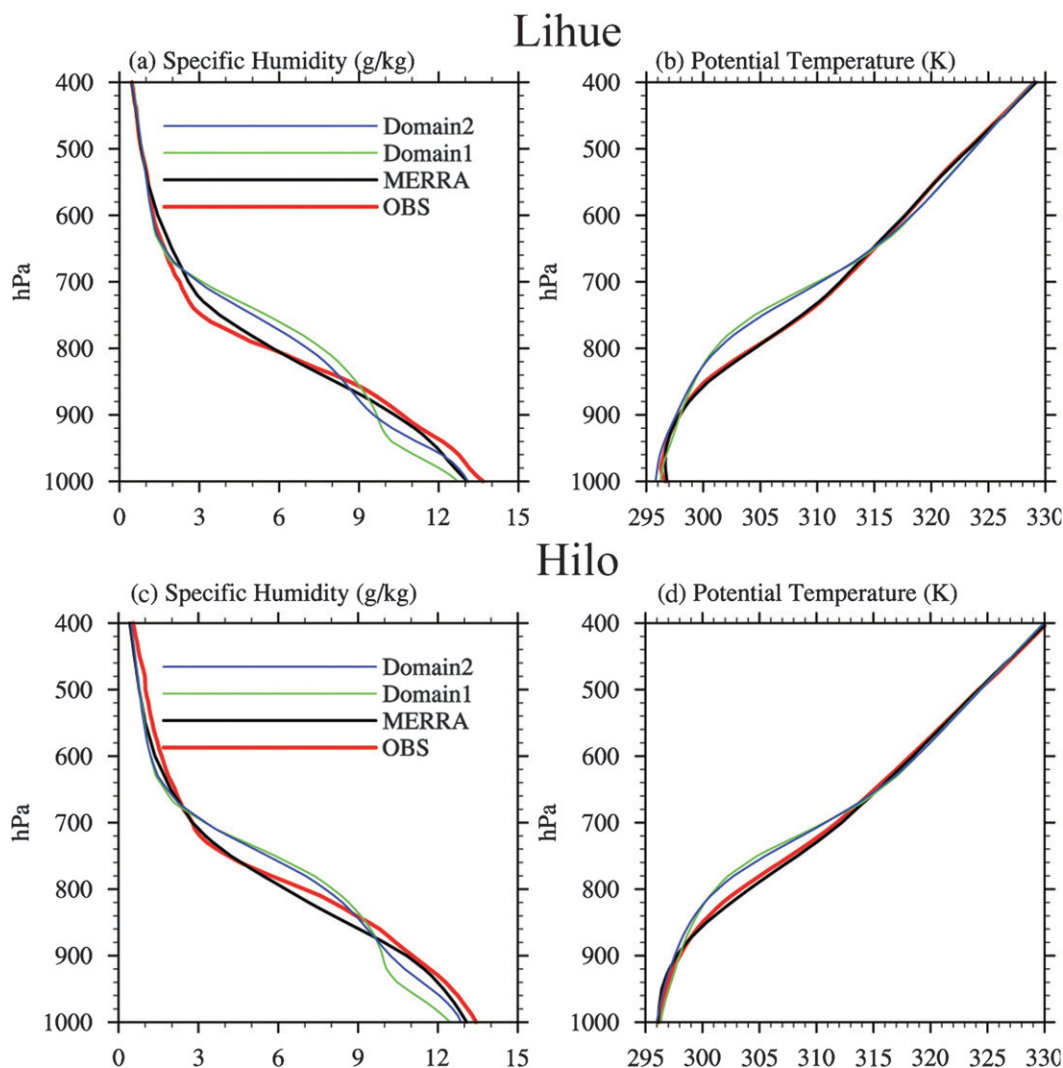 Lihue
(a) Specific Humidity (g/kg)
(b) Potential Temperature (K)
400
500
600
700
800
900
1000
hPa
Domain2
Domain1
MERRA
OBS
0 3 6 9 12 15
400
500
600
700
800
900
1000
hPa
295 300 305 310 315 320 325 330
Hilo
(c) Specific Humidity (g/kg)
(d) Potential Temperature (K)
400
500
600
700
800
900
1000
hPa
Domain2
Domain1
MERRA
OBS
0 3 6 9 12 15
400
500
600
700
800
900
1000
hPa
295 300 305 310 315 320 325 330